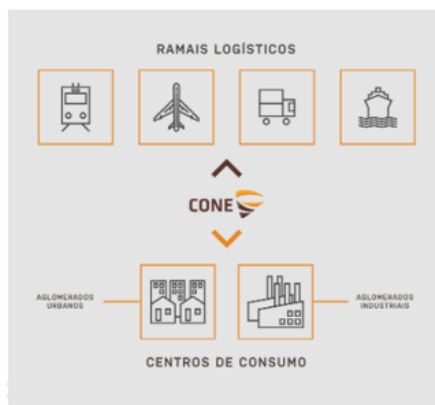 RAMAIS LOGÍSTICOS
CONE
AGLOMERADOS
URBANOS
AGLOMERADOS
INDUSTRIAIS
CENTROS DE CONSUMO